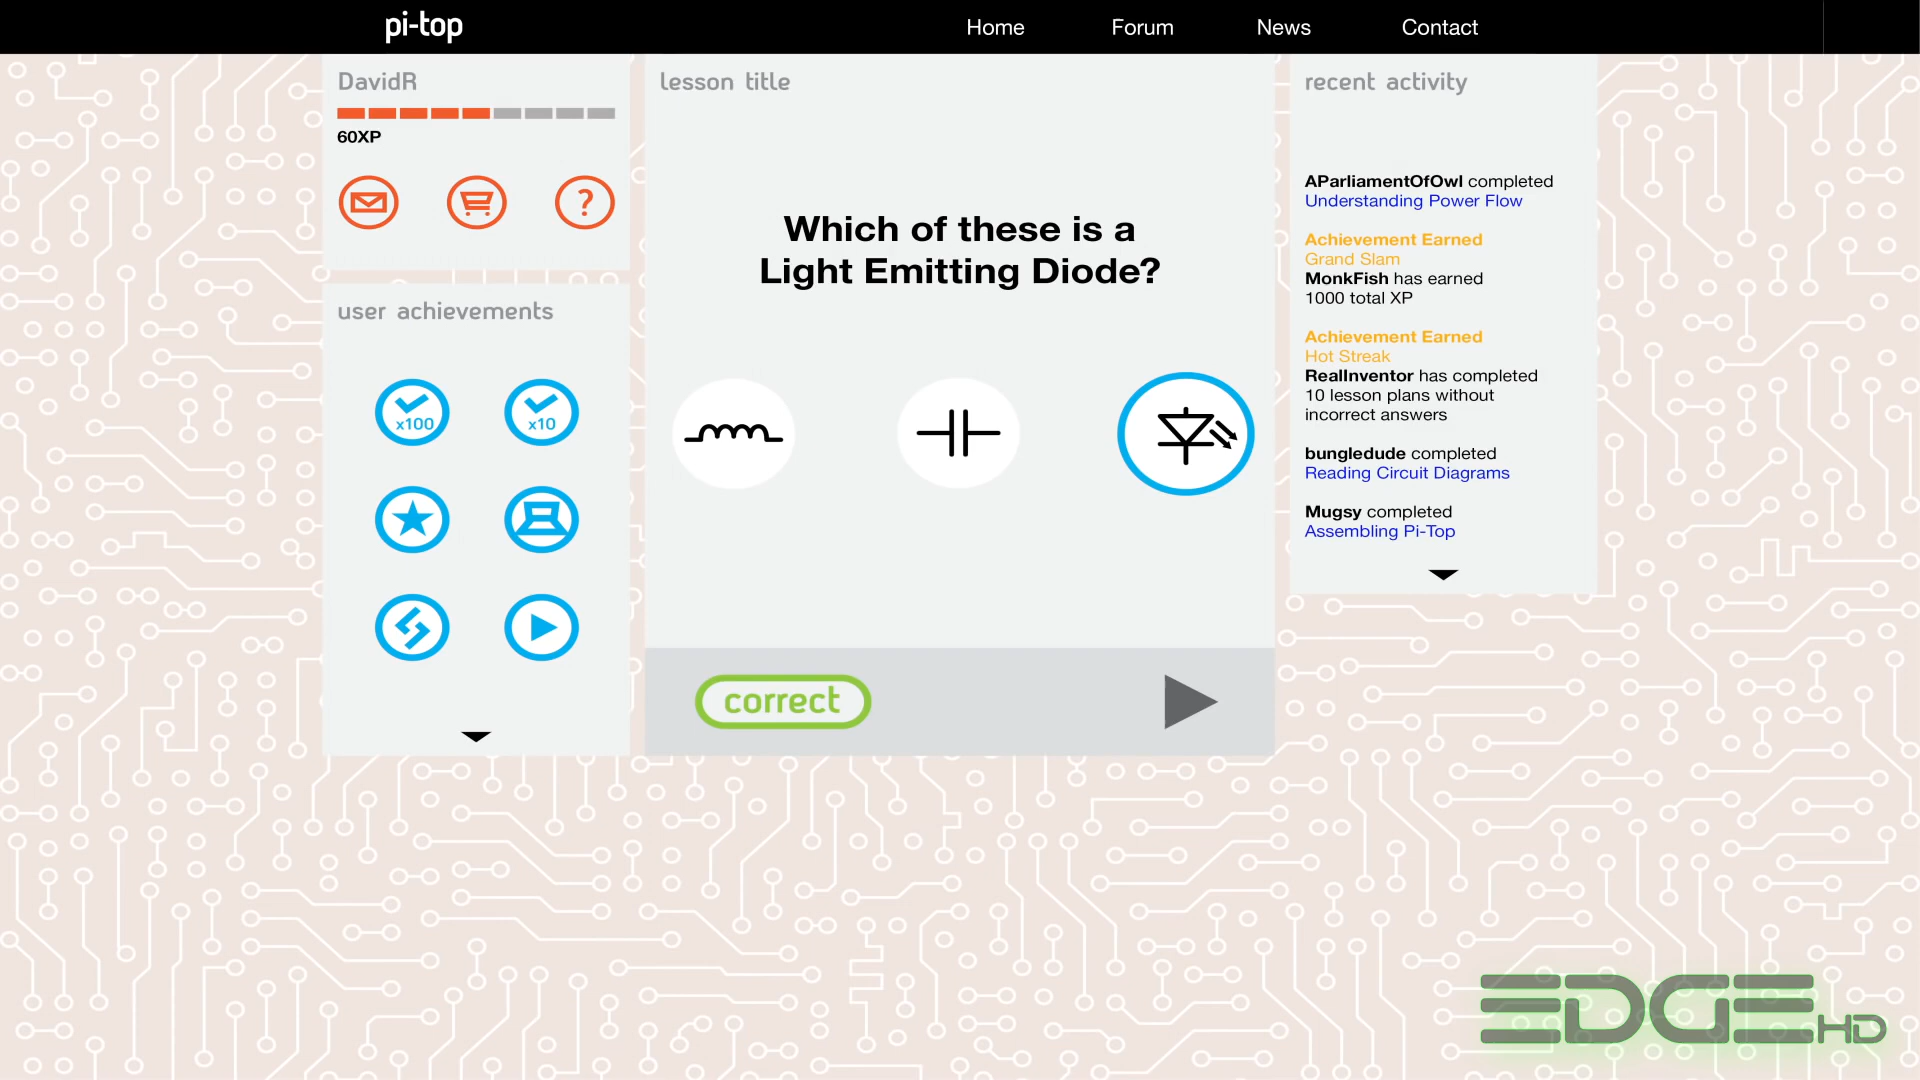 pi-top
Home
Forum
News
Contact
DavidR
60XP
?
user achievements
x100
x10
lesson title
Which of these is a
Light Emitting Diode?
correct
recent activity
AParliamentOfOwl completed
Understanding Power Flow
Achievement Earned
Grand Slam
MonkFish has earned
1000 total XP
Achievement Earned
Hot Streak
RealInventor has completed
10 lesson plans without
incorrect answers
bungledude completed
Reading Circuit Diagrams
Mugsy completed
Assembling Pi-Top
EDGE HD